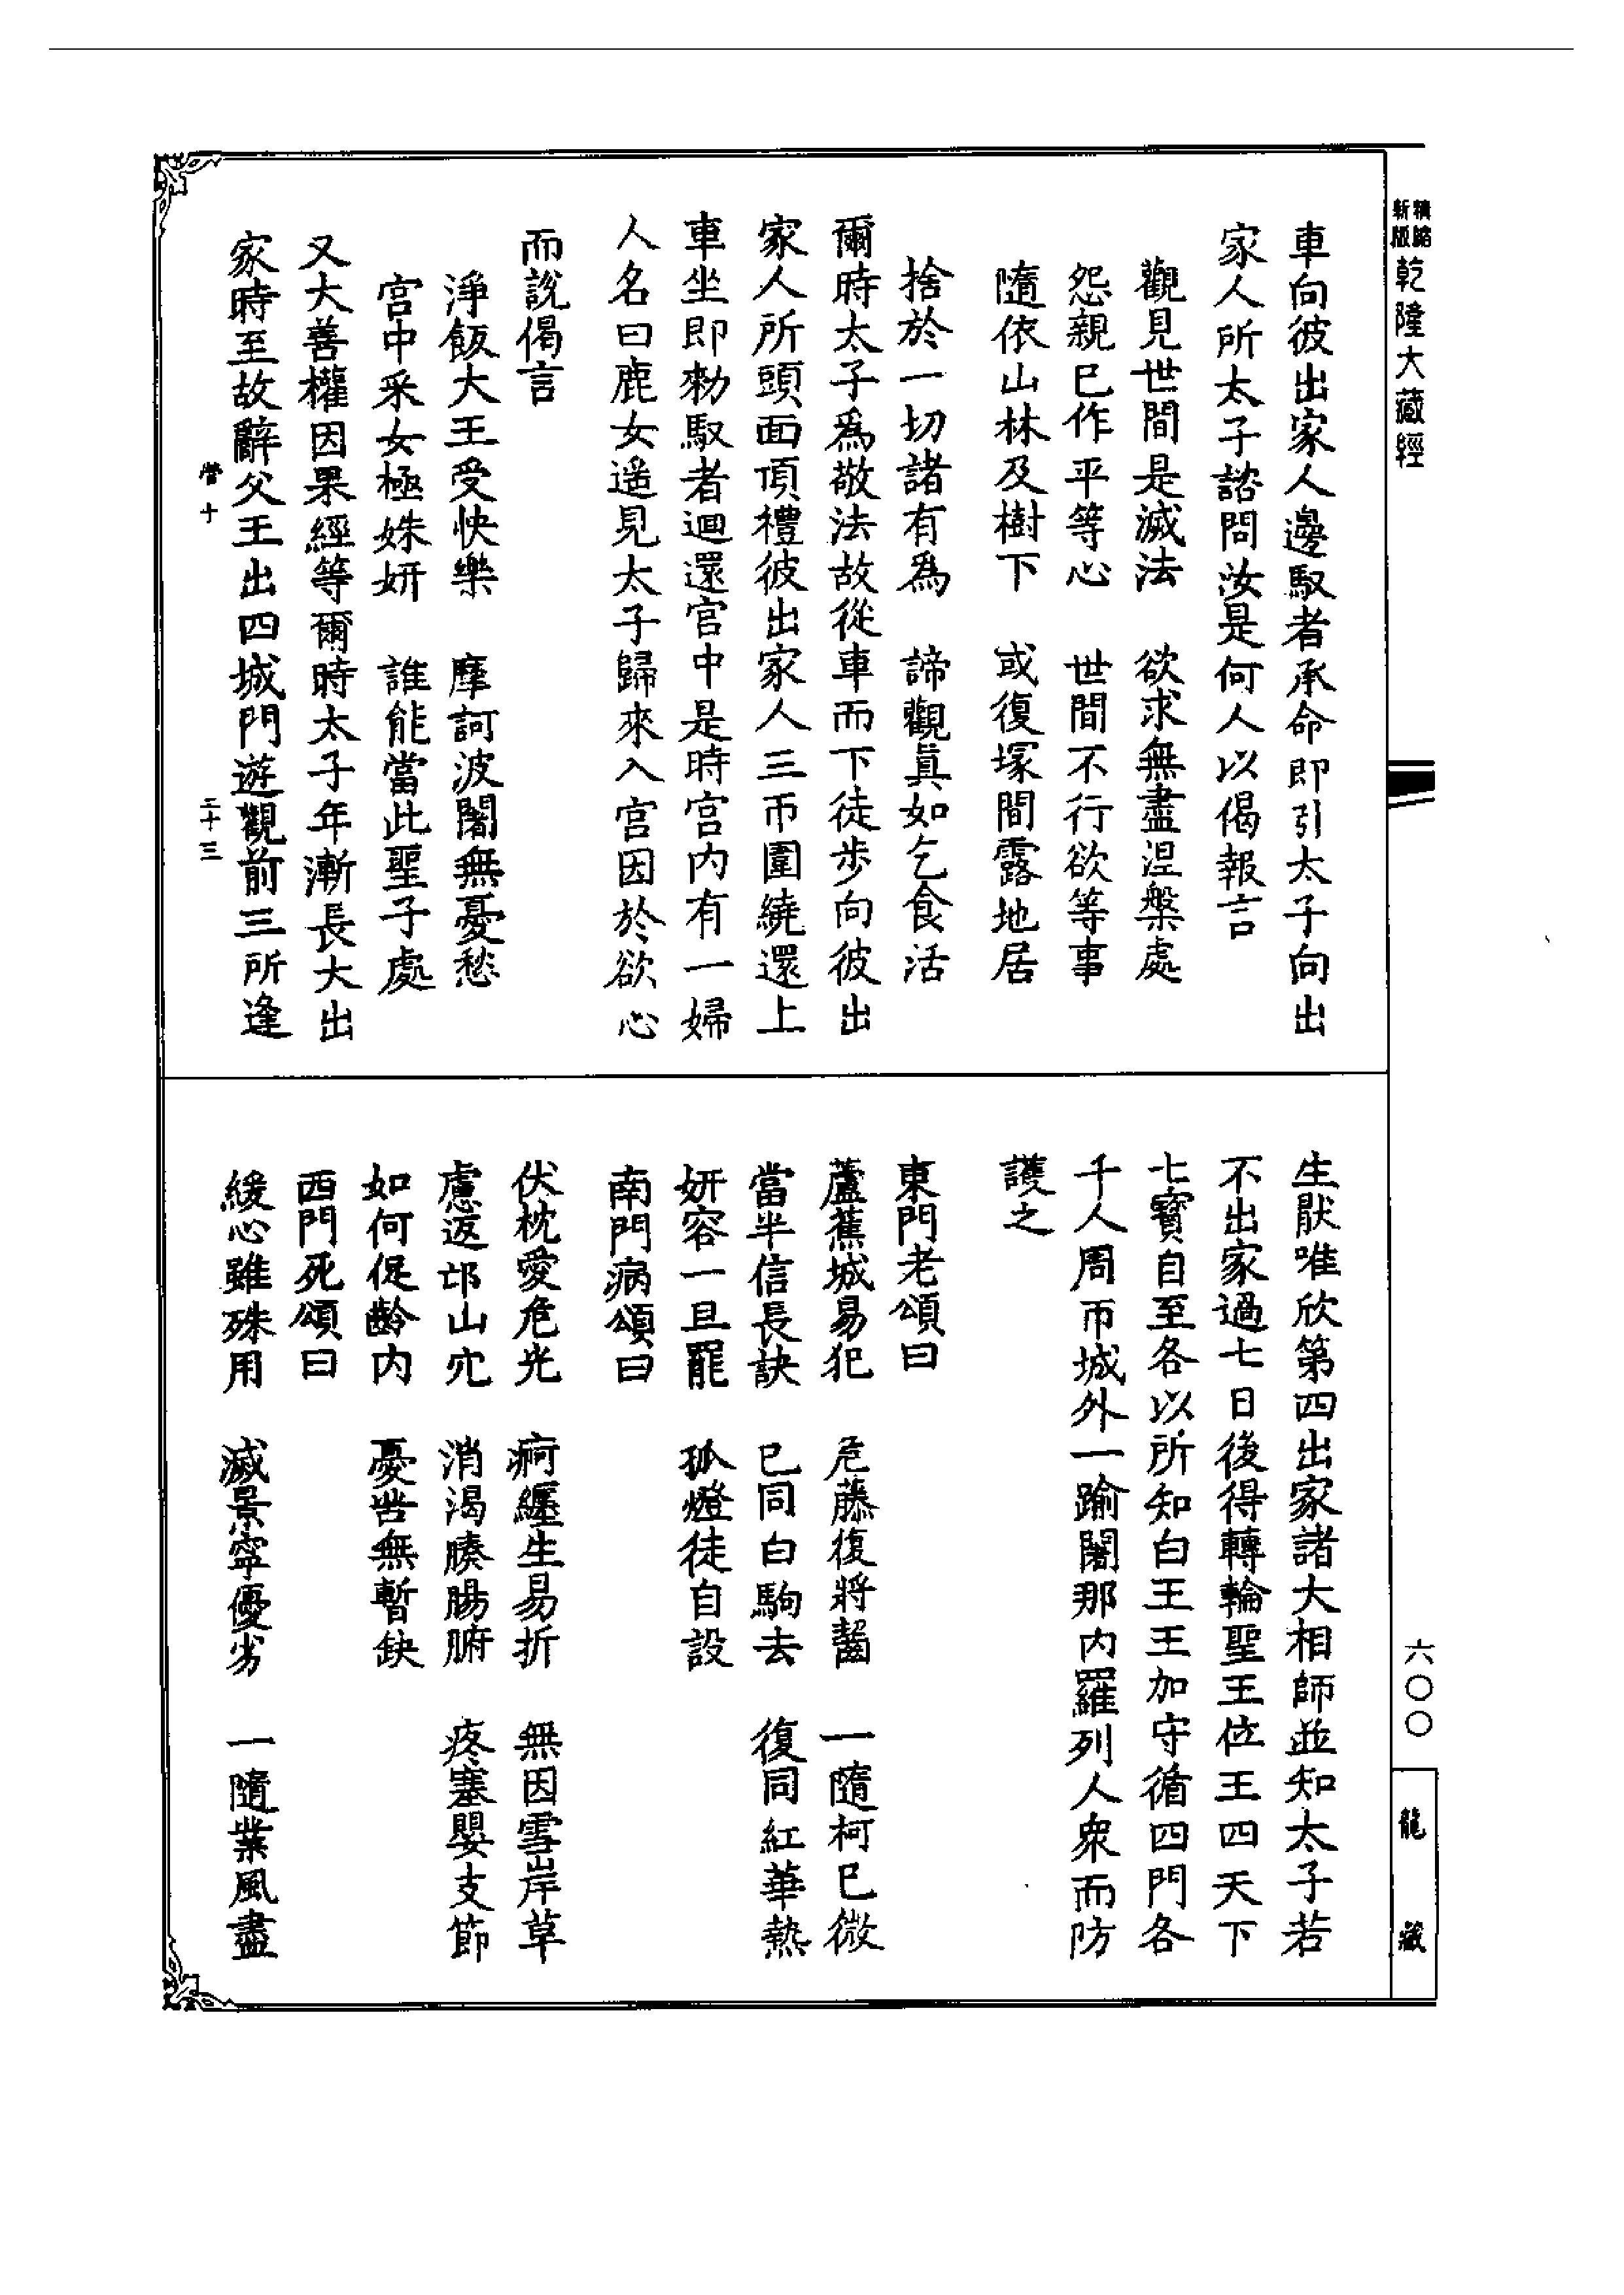 精縮
新版
乾隆大藏經
車向彼出家人邊馭者承命即引太子向出
家人所太子諮問汝是何人以偈報言
觀見世間是滅法　欲求無盡涅槃處
怨親已作平等心　世間不行欲等事
隨依山林及樹下　或復塚間露地居
捨於一切諸有為　諦觀真如乞食活
爾時太子為敬法故從車而下徒步向彼出
家人所頭面頂禮彼出家人三帀圍繞還上
車坐即勑馭者迴還宮中是時宮內有一婦
人名曰鹿女遥見太子歸來入宮因於欲心
而說偈言
淨飯大王受快樂　摩訶波闍無憂愁
宮中采女極姝妍　誰能當此聖子處
又大善權因果經等爾時太子年漸長大出
家時至故辭父王出四城門遊觀前三所逢
營十　二十三
生厭唯欣第四出家諸大相師並知太子若
不出家過七日後得轉輪聖王位王四天下
七寶自至各以所知白王王加守循四門各
千人周帀城外一踰闍那內羅列人衆而防
護之
東門老頌曰
蘆蕉城易犯　危藤復將齧　一隨柯已微
當半信長訣　已同白駒去　復同紅華熱
妍容一旦罷　孤燈徒自設
南門病頌曰
伏枕愛危光　痾纏生易折　無因雪岸草
慮返邙山穴　消渴腠腸腑　疼塞嬰支節
如何促齡內　憂苦無暫缺
西門死頌曰
緩心雖殊用　滅景寧優劣　一隨業風盡
六〇〇
龍藏